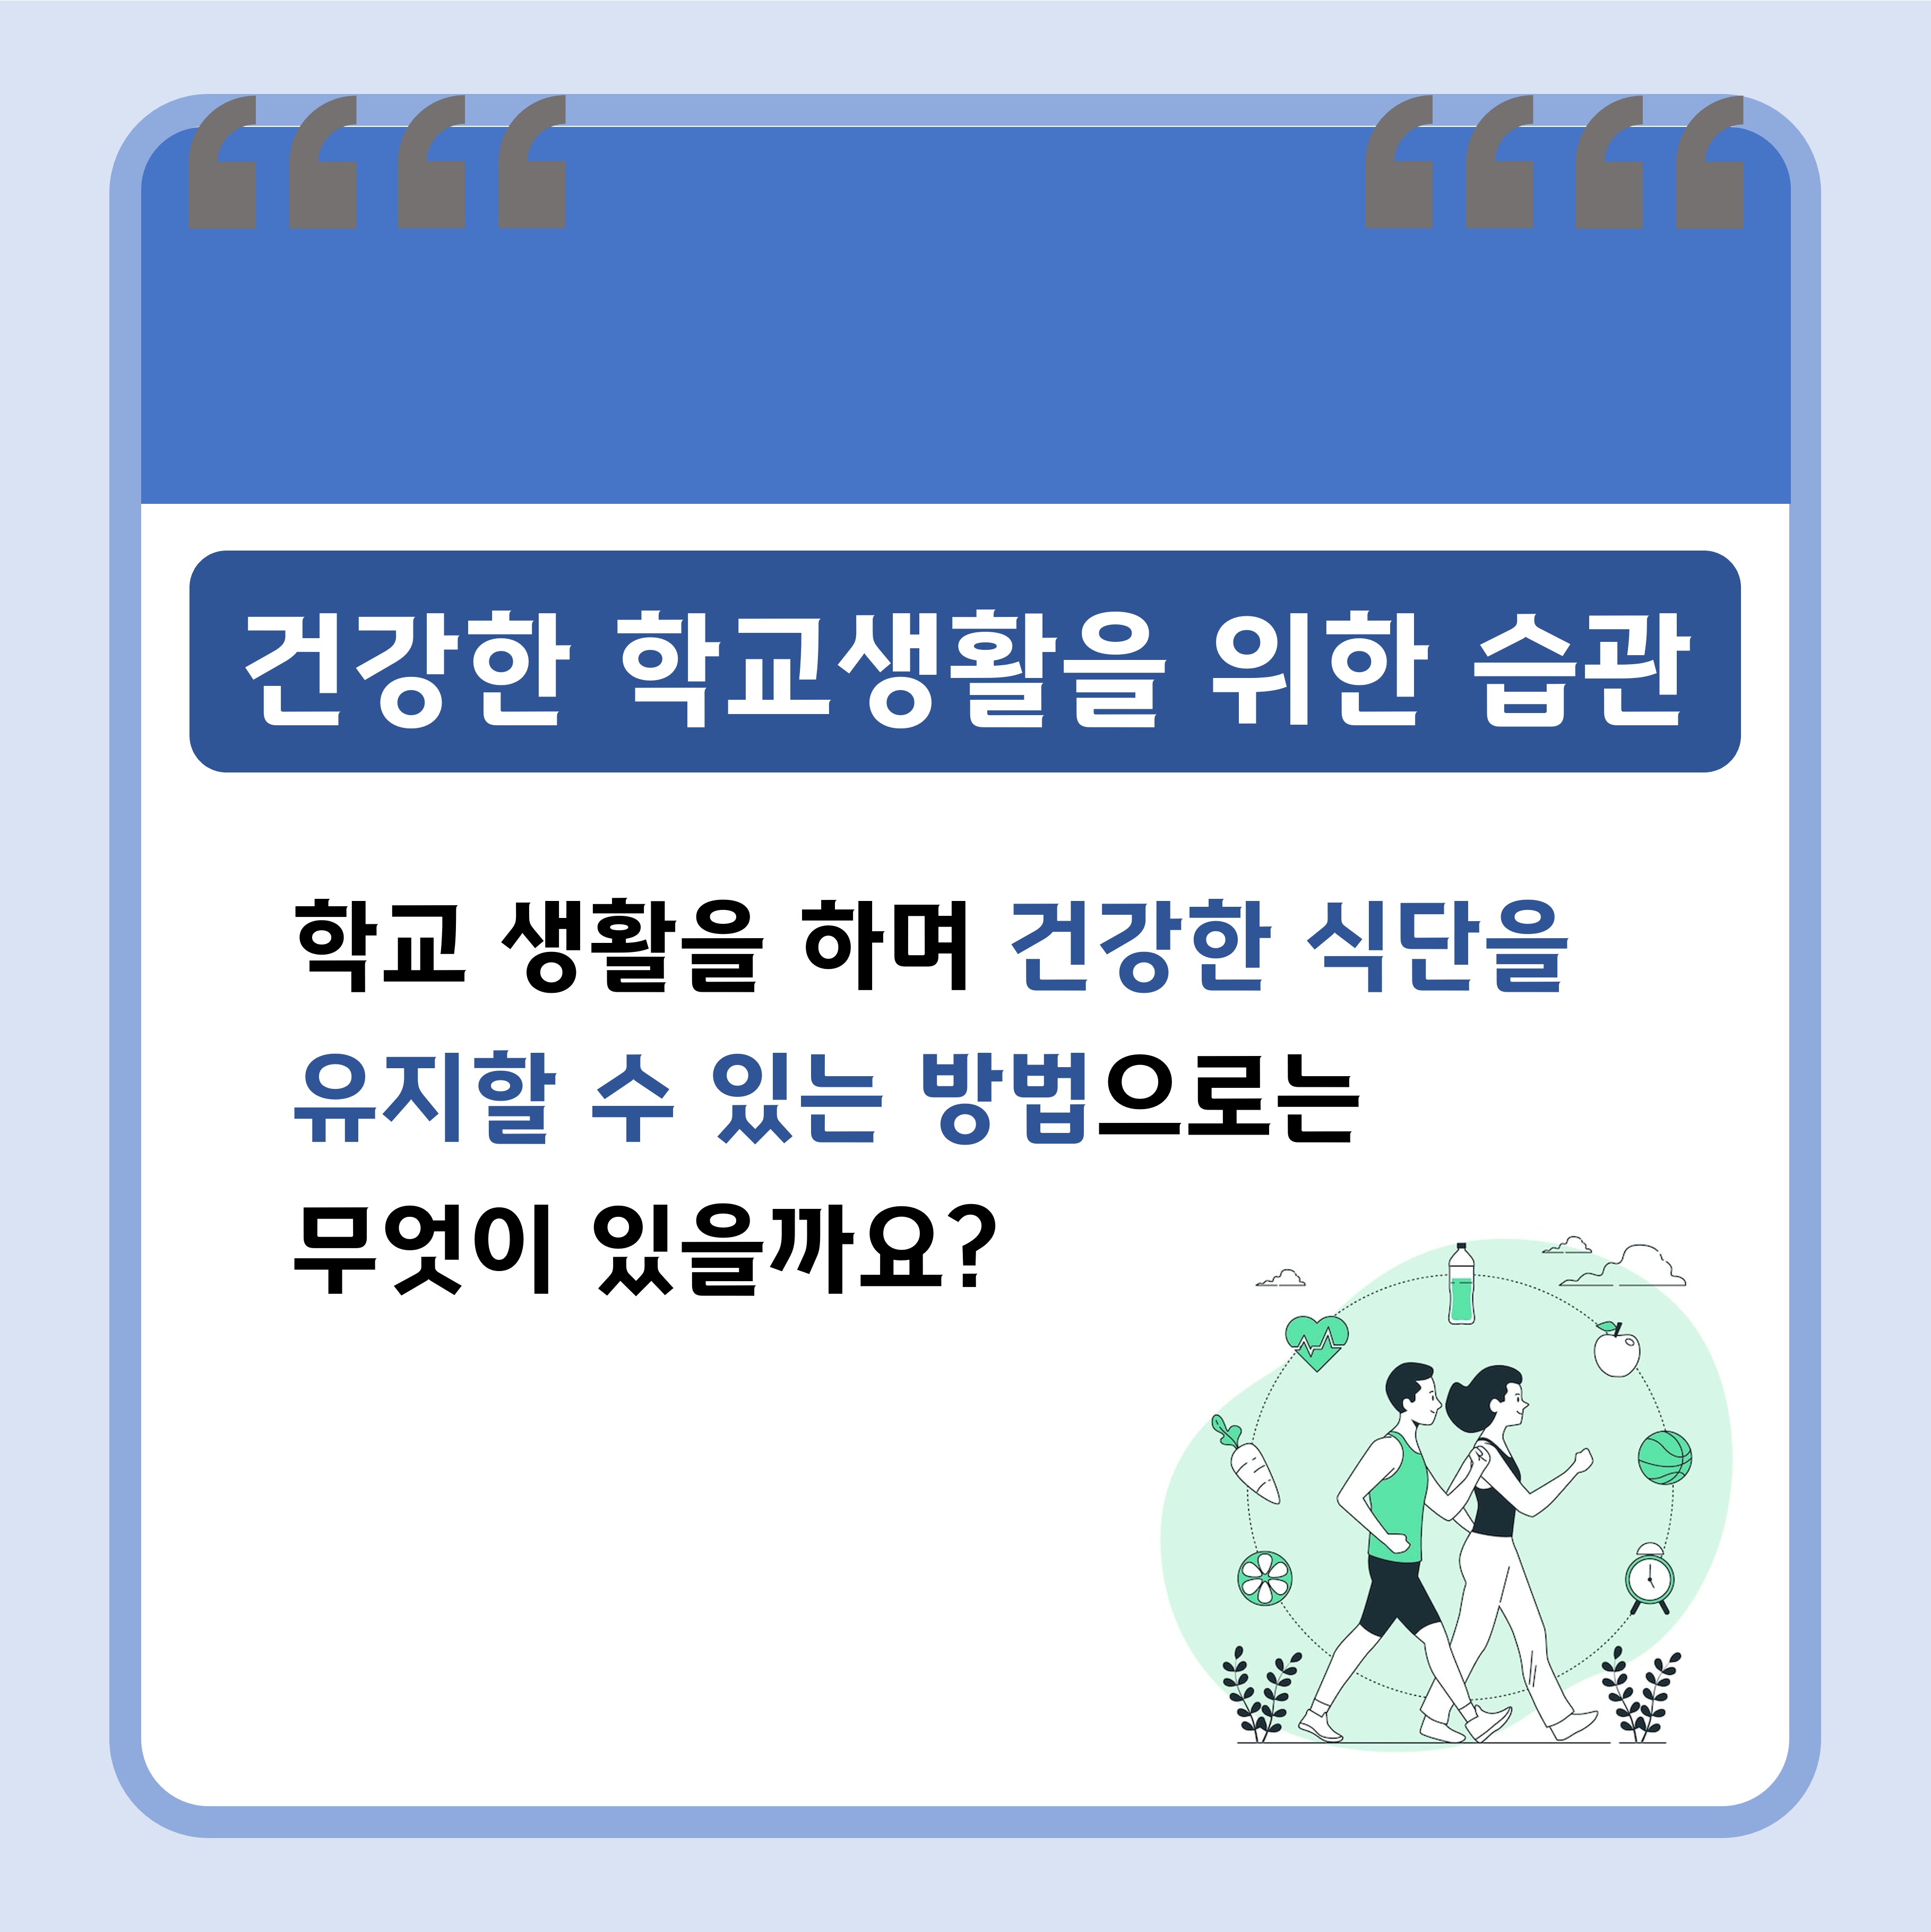 건강한 학교생활을 위한 습관
학교 생활을 하며 건강한 식단을
유지할 수 있는 방법으로는
무엇이 있을까요?